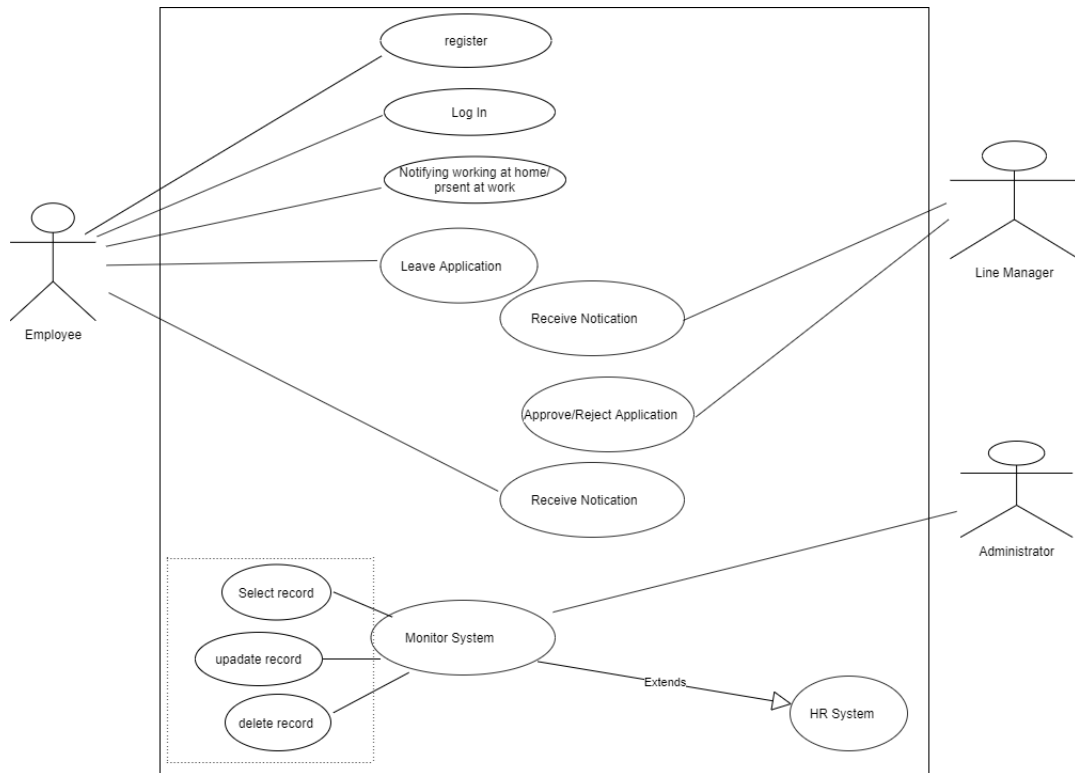 register
Log In
Notifying working at home/
prsent at work
Leave Application
Employee
Line Manager
Receive Notication
Approve/Reject Application
Receive Notication
Administrator
Select record
Monitor System
upadate record
Extends
delete record
HR System